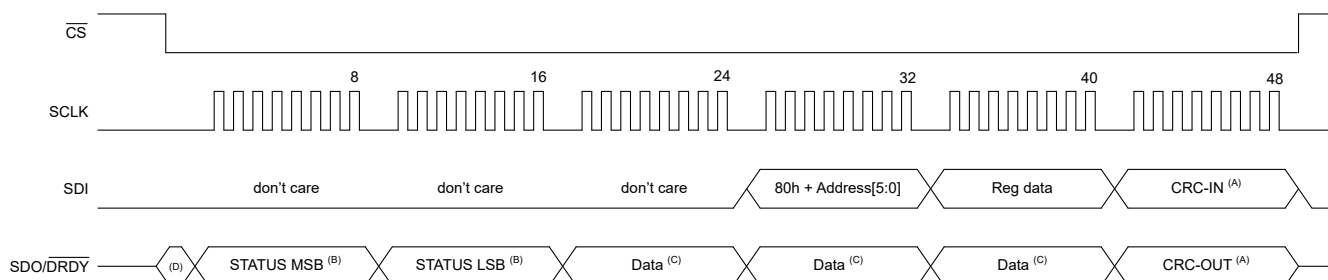 CS
8 16 24 32 40 48
SCLK
SDI don't care don't care don't care 80h + Address[5:0] Reg data CRC-IN (A)
SDO/DRDY (D) STATUS MSB (B) STATUS LSB (B) Data (C) Data (C) Data (C) CRC-OUT (A)